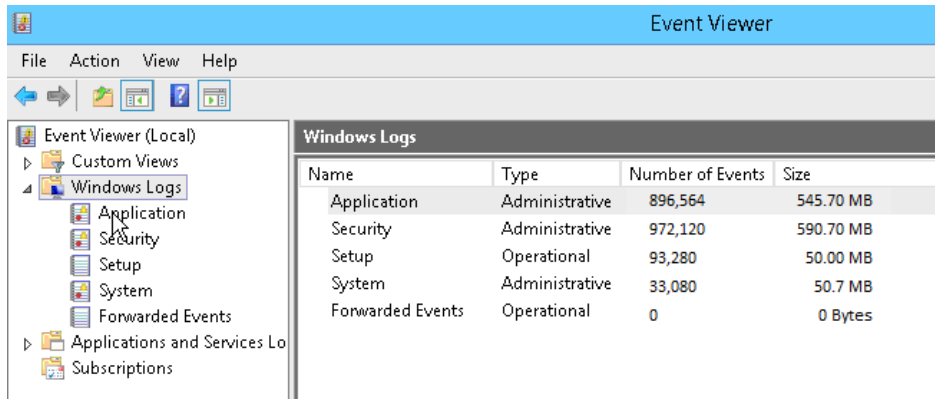 Event Viewer
File Action View Help
Event Viewer (Local)
Custom Views
Windows Logs
Application
Security
Setup
System
Forwarded Events
Applications and Services Lo
Subscriptions
Windows Logs
Name Type Number of Events Size
Application Administrative 896,564 545.70 MB
Security Administrative 972,120 590.70 MB
Setup Operational 93,280 50.00 MB
System Administrative 33,080 50.7 MB
Forwarded Events Operational 0 0 Bytes